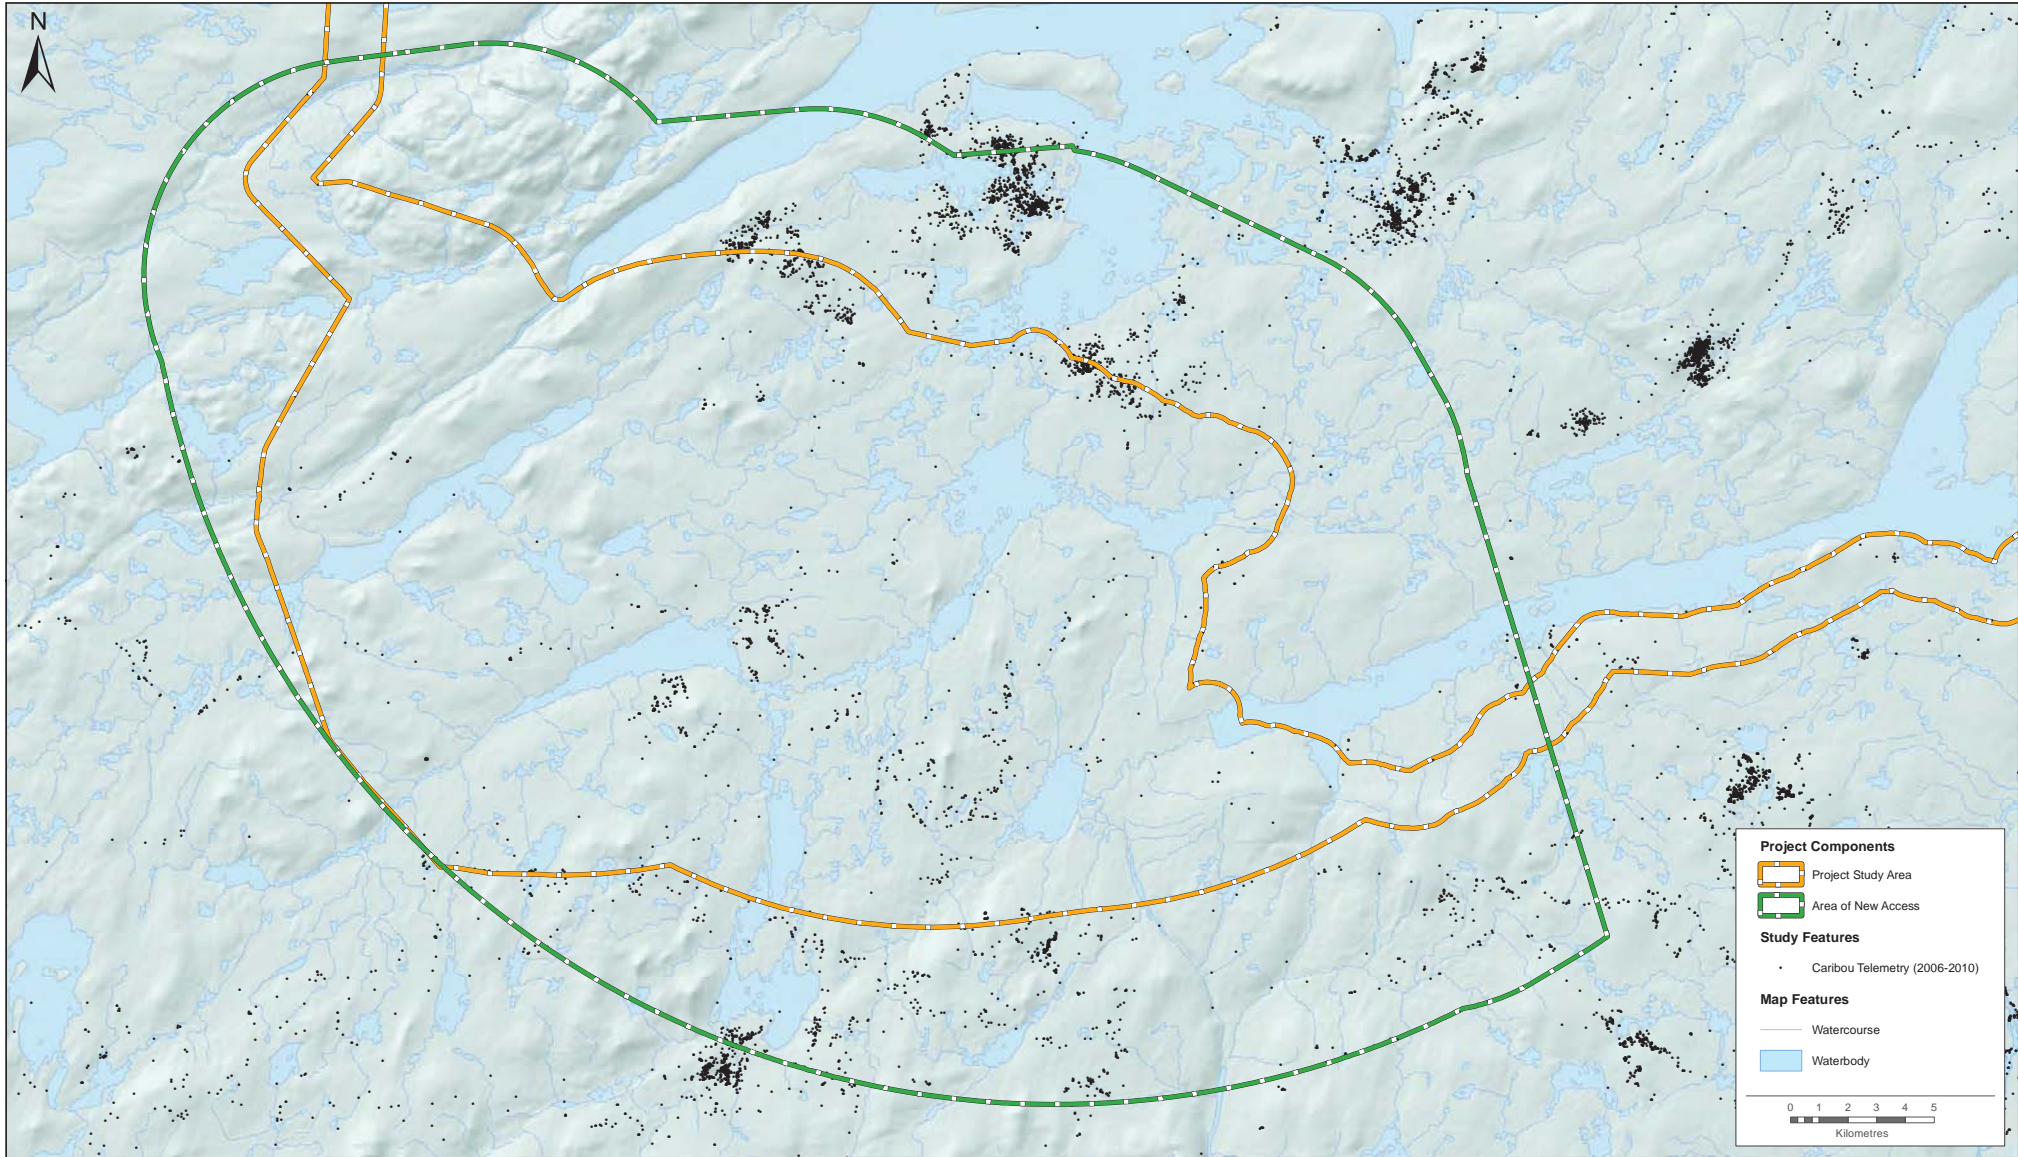 N
Project Components
Project Study Area
Area of New Access
Study Features
Caribou Telemetry (2006-2010)
Map Features
Watercourse
Waterbody
0 1 2 3 4 5
Kilometres